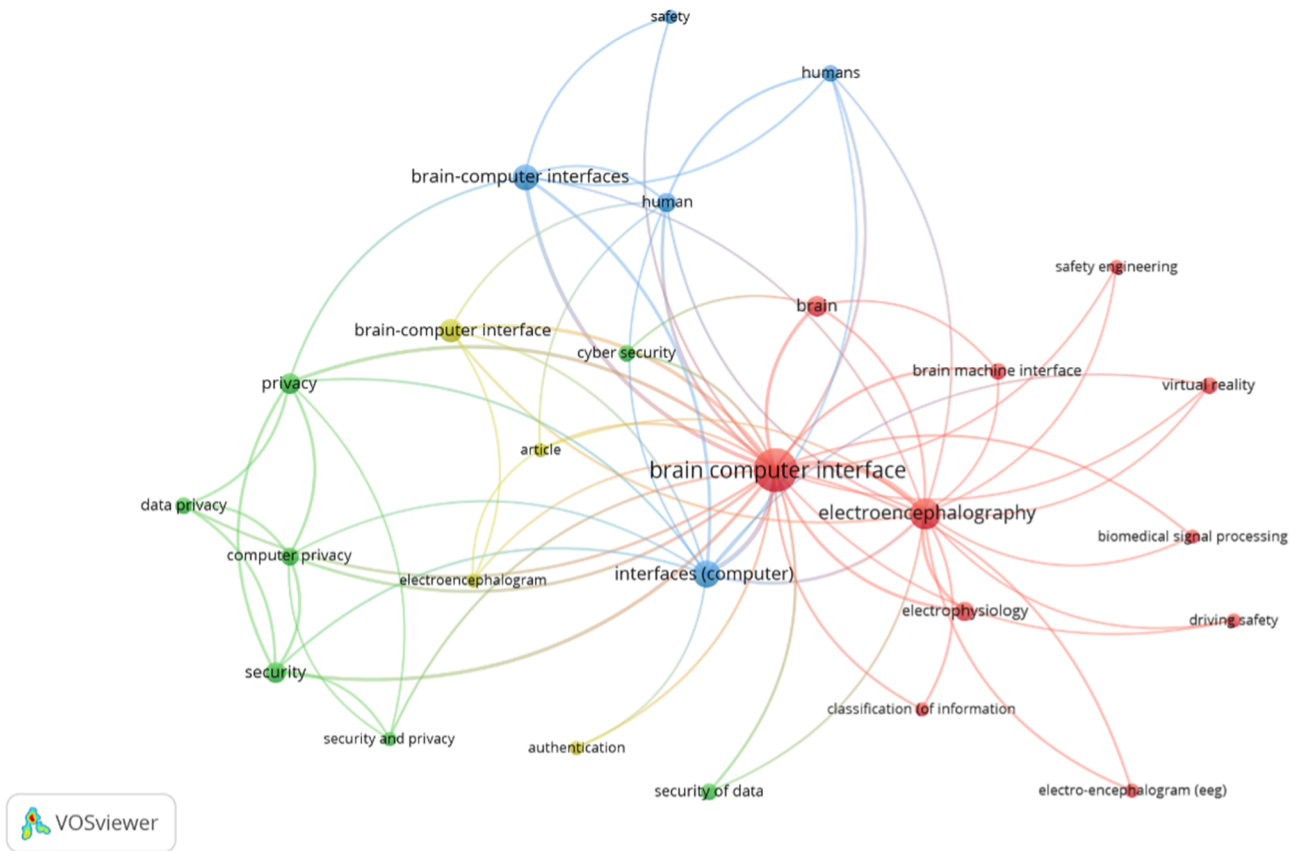 safety
humans
brain-computer interfaces
human
safety engineering
brain
brain-computer interface
cyber security
brain machine interface
privacy
virtual reality
article
brain computer interface
data privacy
electroencephalography
biomedical signal processing
computer privacy
electroencephalogram
interfaces (computer)
electrophysiology
driving safety
security
classification (of information
security and privacy
authentication
security of data
electro-encephalogram (eeg)
VOSviewer